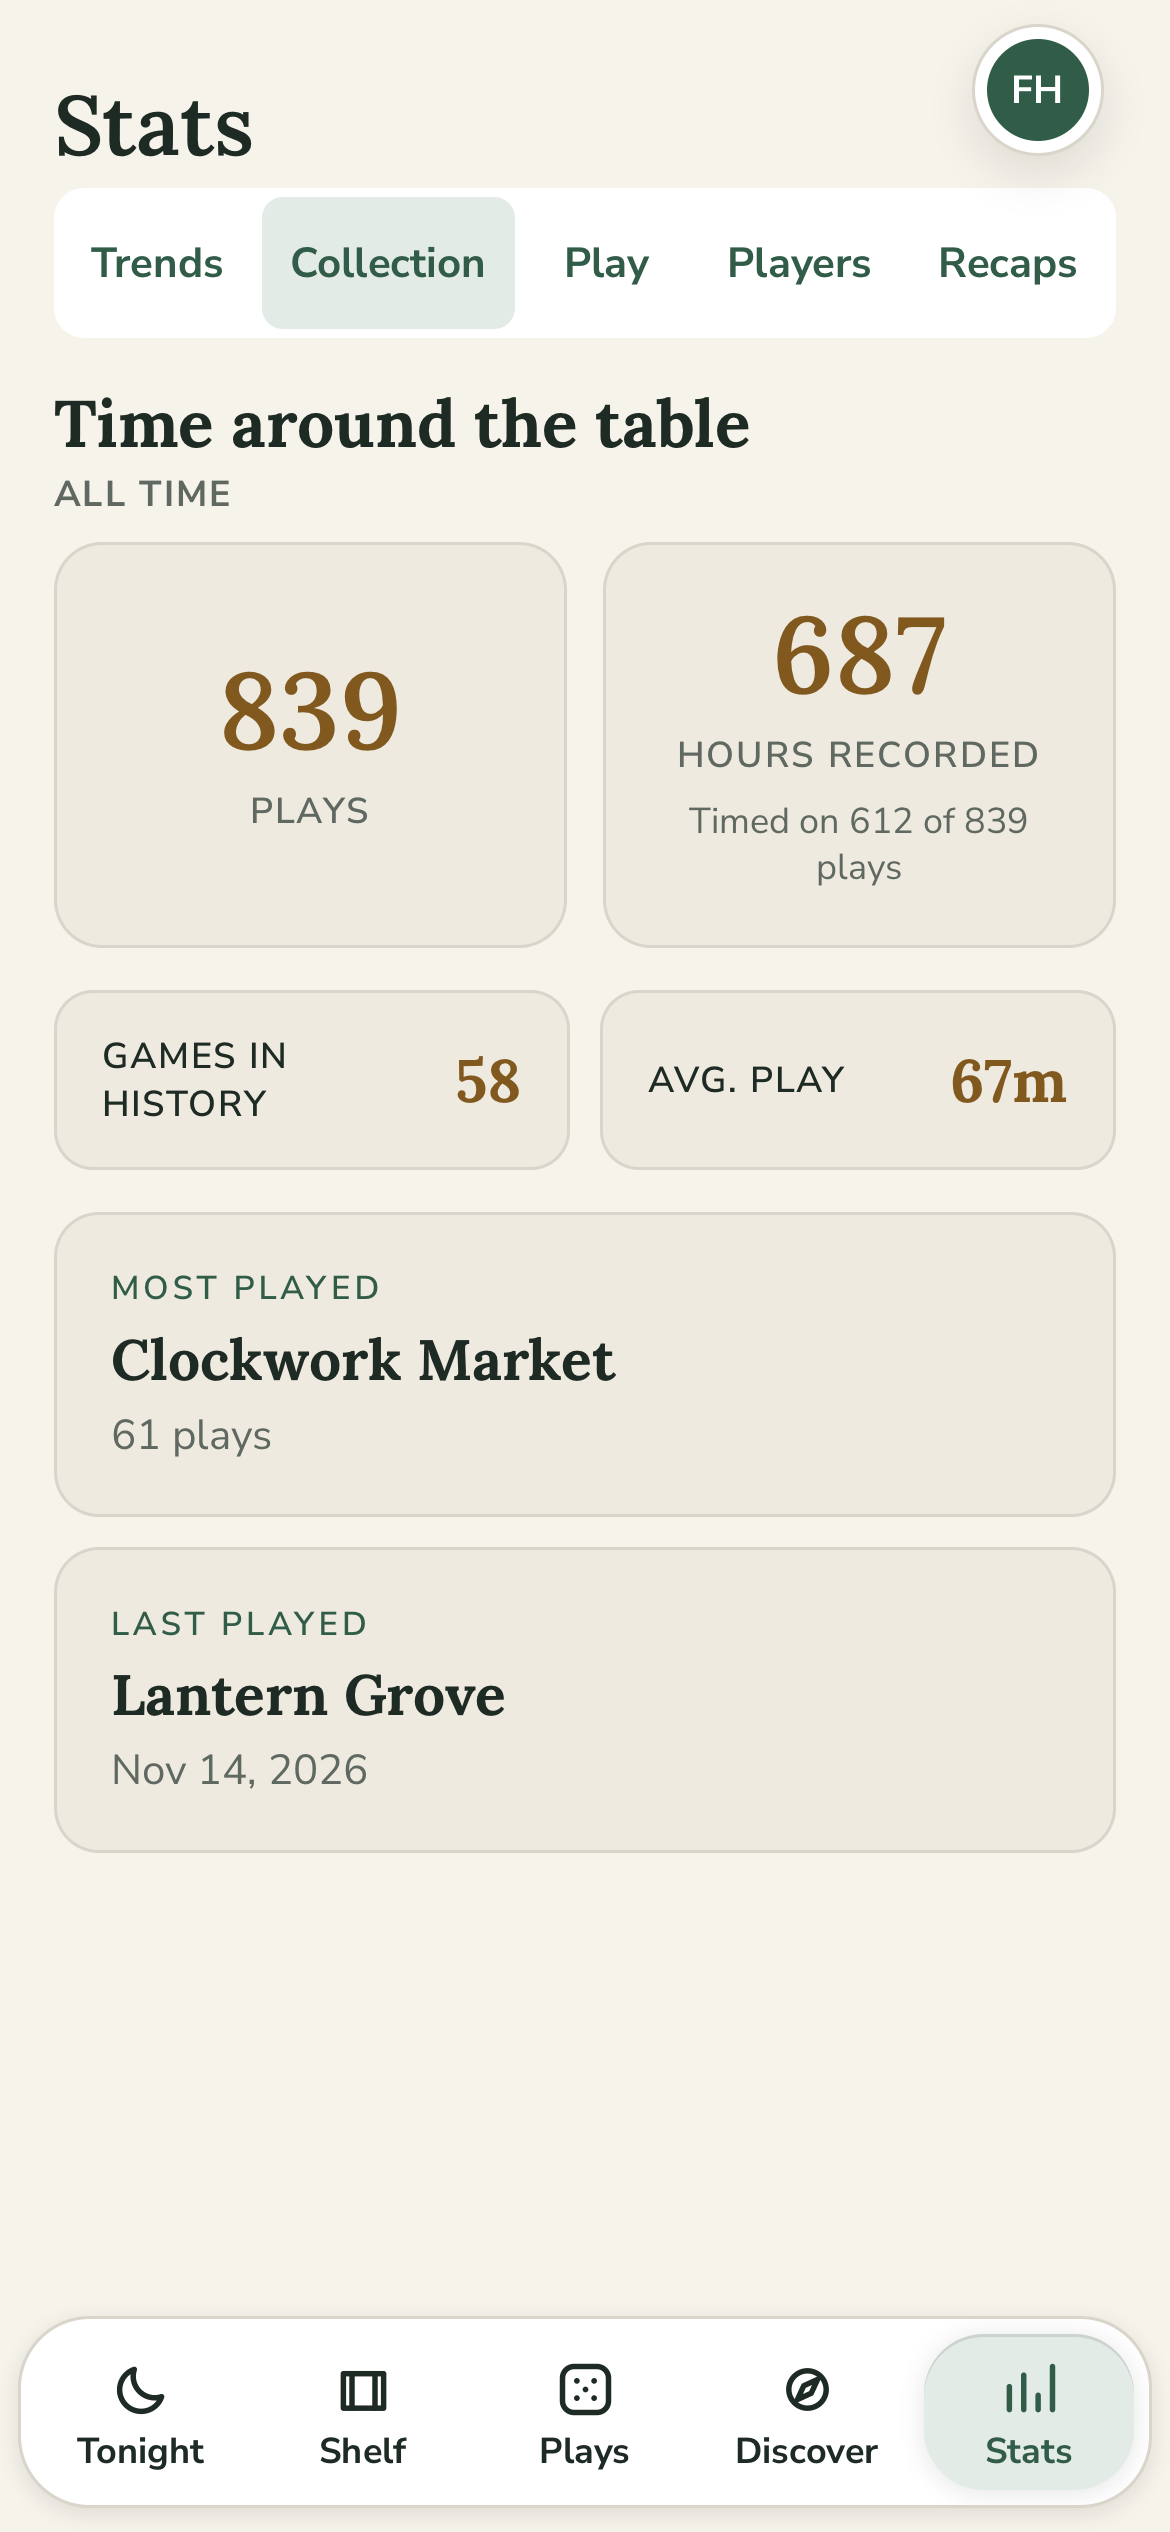 Stats
FH
Trends
Collection
Play
Players
Recaps
Time around the table
ALL TIME
839
PLAYS
687
HOURS RECORDED
Timed on 612 of 839
plays
GAMES IN
HISTORY
58
AVG. PLAY
67m
MOST PLAYED
Clockwork Market
61 plays
LAST PLAYED
Lantern Grove
Nov 14, 2026
Tonight
Shelf
Plays
Discover
Stats